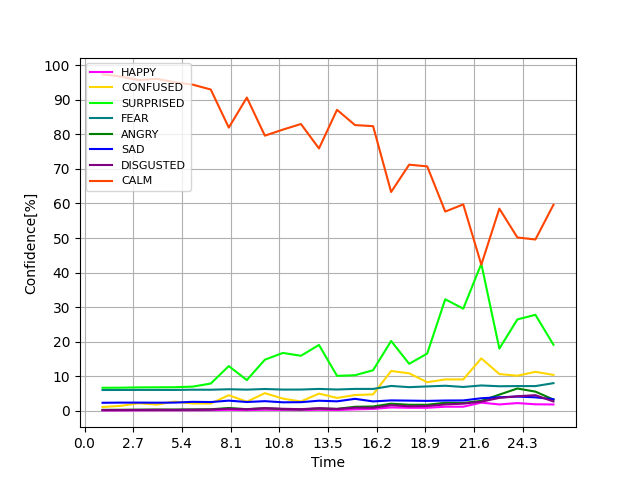 100
90
80
70
60
50
40
30
20
10
0
Confidence[%]
HAPPY
CONFUSED
SURPRISED
FEAR
ANGRY
SAD
DISGUSTED
CALM
0.0 2.7 5.4 8.1 10.8 13.5 16.2 18.9 21.6 24.3
Time